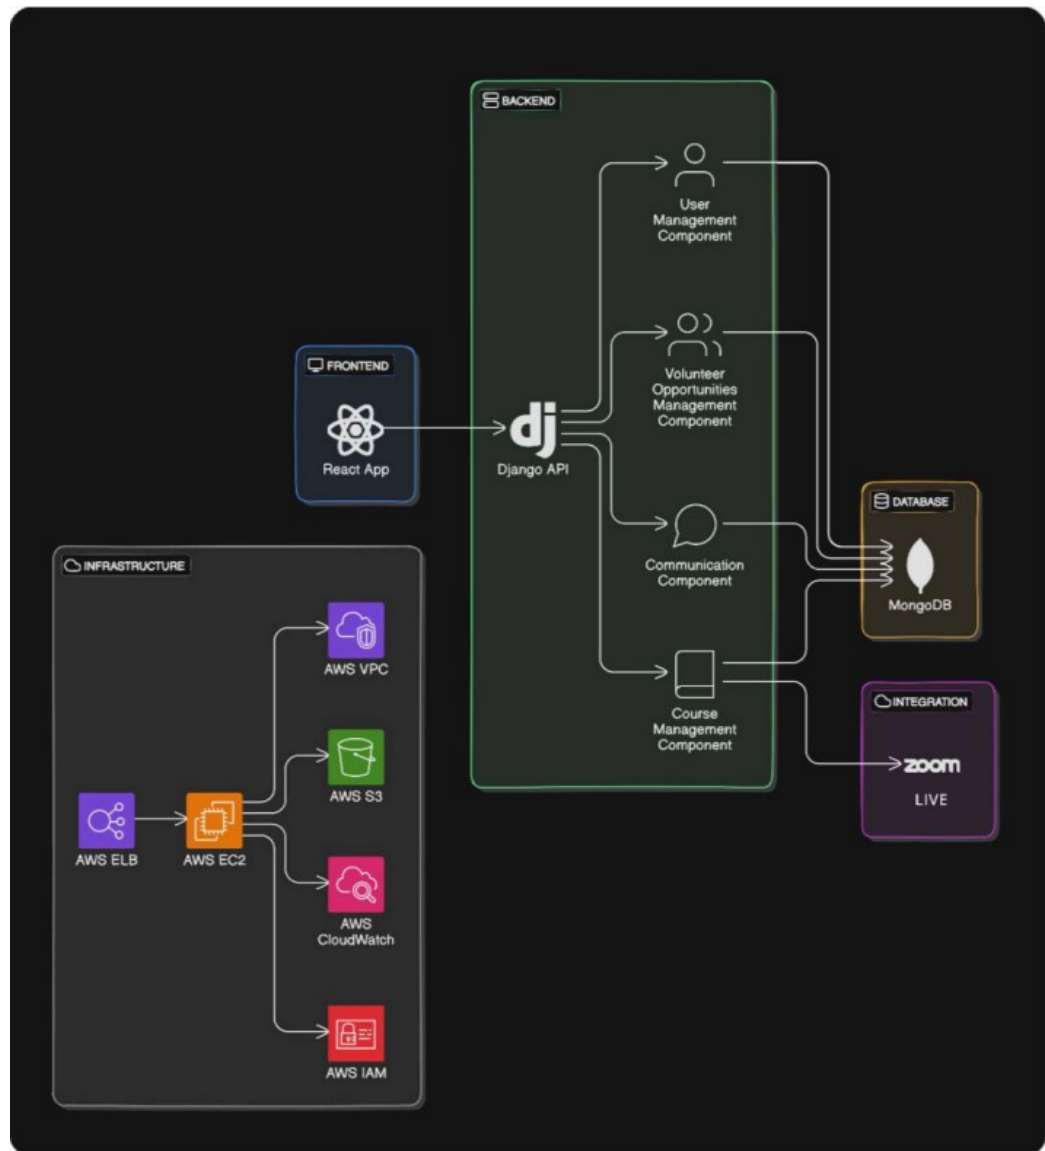 BACKEND
User
Management
Component
FRONTEND
React App
dj
Django API
Volunteer
Opportunities
Management
Component
DATABASE
MongoDB
Communication
Component
INFRASTRUCTURE
AWS VPC
AWS S3
AWS ELB
AWS EC2
AWS
CloudWatch
AWS IAM
Course
Management
Component
INTEGRATION
zoom
LIVE